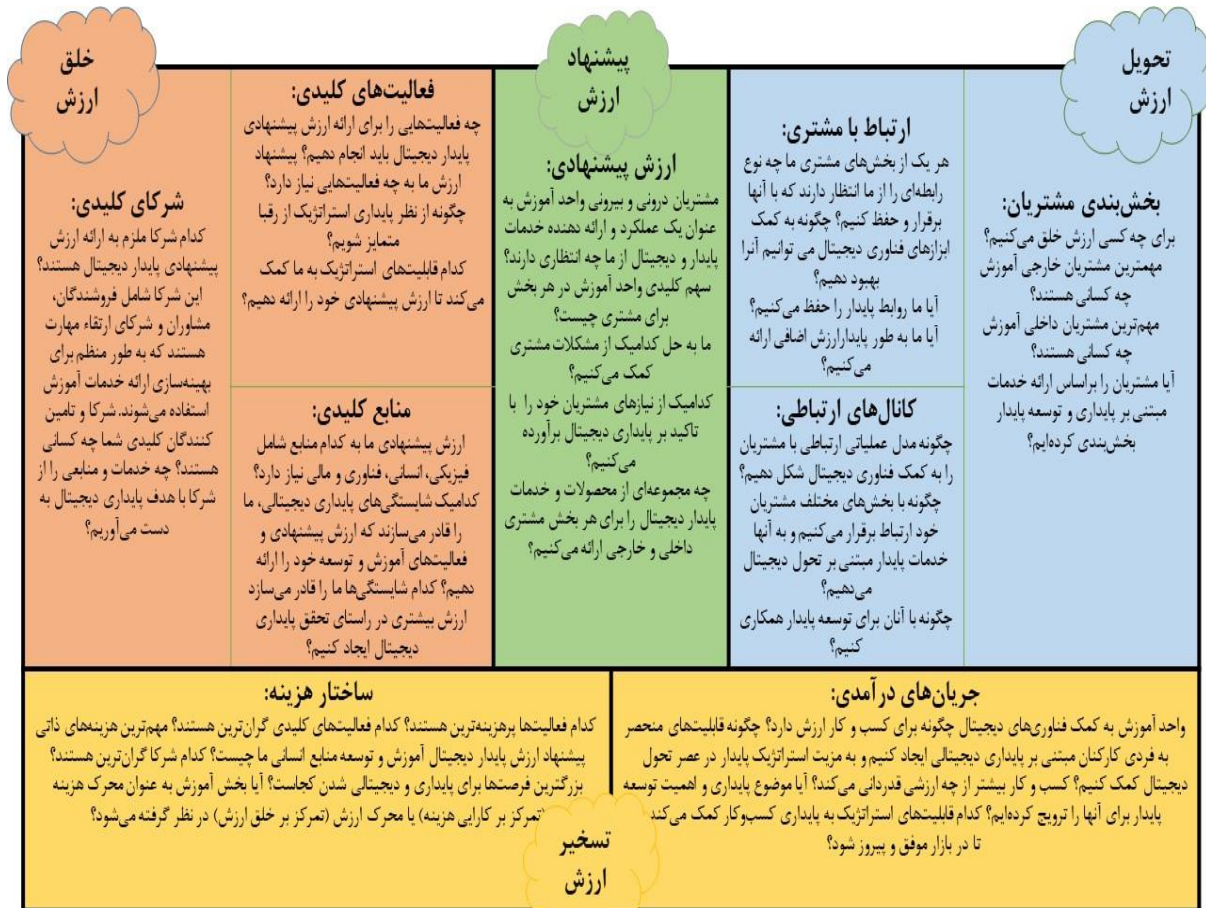 تحویل
ارزش
بخش‌بندی مشتریان:
برای چه کسی ارزش خلق می‌کنیم؟
مهمترین مشتریان خارجی آموزش
چه کسانی هستند؟
مهم‌ترین مشتریان داخلی آموزش
چه کسانی هستند؟
آیا مشتریان را براساس ارائه خدمات
مبتنی بر پایداری و توسعه پایدار
بخش‌بندی کرده‌ایم؟
ارتباط با مشتری:
هر یک از بخش‌های مشتری ما چه نوع
رابطه‌ای را از ما انتظار دارند که با آنها
برقرار و حفظ کنیم؟ چگونه به کمک
ابزارهای فناوری دیجیتال می توانیم آنرا
بهبود دهیم؟
آیا ما روابط پایدار را حفظ می‌کنیم؟
آیا ما به طور پایدارارزش اضافی ارائه
می‌کنیم؟
کانال‌های ارتباطی:
چگونه مدل عملیاتی ارتباطی با مشتریان
را به کمک فناوری دیجیتال شکل دهیم؟
چگونه با بخش‌های مختلف مشتریان
خود ارتباط برقرار می‌کنیم و به آنها
خدمات پایدار مبتنی بر تحول دیجیتال
می‌دهیم؟
چگونه با آنان برای توسعه پایدار همکاری
کنیم؟
پیشنهاد
ارزش
ارزش پیشنهادی:
مشتریان درونی و بیرونی واحد آموزش به
عنوان یک عملکرد و ارائه دهنده خدمات
پایدار و دیجیتال از ما چه انتظاری دارند؟
سهم کلیدی واحد آموزش در هر بخش
برای مشتری چیست؟
ما به حل کدامیک از مشکلات مشتری
کمک می‌کنیم؟
کدامیک از نیازهای مشتریان خود را با
تاکید بر پایداری دیجیتال برآورده
می‌کنیم؟
چه مجموعه‌ای از محصولات و خدمات
پایدار دیجیتال را برای هر بخش مشتری
داخلی و خارجی ارائه می‌کنیم؟
فعالیت‌های کلیدی:
چه فعالیت‌هایی را برای ارائه ارزش پیشنهادی
پایدار دیجیتال باید انجام دهیم؟ پیشنهاد
ارزش ما به چه فعالیت‌هایی نیاز دارد؟
چگونه از نظر پایداری استراتژیک از رقبا
متمایز شویم؟
کدام قابلیت‌های استراتژیک به ما کمک
می‌کند تا ارزش پیشنهادی خود را ارائه دهیم؟
منابع کلیدی:
ارزش پیشنهادی ما به کدام منابع شامل
فیزیکی، انسانی، فناوری و مالی نیاز دارد؟
کدامیک شایستگی‌های پایداری دیجیتالی، ما
را قادر می‌سازند که ارزش پیشنهادی و
فعالیت‌های آموزش و توسعه خود را ارائه
دهیم؟ کدام شایستگی‌ها ما را قادر می‌سازد
ارزش بیشتری در راستای تحقق پایداری
دیجیتال ایجاد کنیم؟
خلق
ارزش
شرکای کلیدی:
کدام شرکا ملزم به ارائه ارزش
پیشنهادی پایدار دیجیتال هستند؟
این شرکا شامل فروشندگان،
مشاوران و شرکای ارتقاء مهارت
هستند که به طور منظم برای
بهینه‌سازی ارائه خدمات آموزش
استفاده می‌شوند. شرکا و تامین
کنندگان کلیدی شما چه کسانی
هستند؟ چه خدمات و منابعی را از
شرکا با هدف پایداری دیجیتال به
دست می‌آوریم؟
جریان‌های درآمدی:
واحد آموزش به کمک فناوری‌های دیجیتال چگونه برای کسب و کار ارزش دارد؟ چگونه قابلیت‌های منحصر
به فردی کارکنان مبتنی بر پایداری دیجیتالی ایجاد کنیم و به مزیت استراتژیک پایدار در عصر تحول
دیجیتال کمک کنیم؟ کسب و کار بیشتر از چه ارزشی قدردانی می‌کند؟ آیا موضوع پایداری و اهمیت توسعه
پایدار برای آنها را ترویج کرده‌ایم؟ کدام قابلیت‌های استراتژیک به پایداری کسب‌وکار کمک می‌کند
تا در بازار موفق و پیروز شود؟
ساختار هزینه:
کدام فعالیت‌ها پرهزینه‌ترین هستند؟ کدام فعالیت‌های کلیدی گران‌ترین هستند؟ مهم‌ترین هزینه‌های ذاتی
پیشنهاد ارزش پایدار دیجیتال آموزش و توسعه منابع انسانی ما چیست؟ کدام شرکا گران‌ترین هستند؟
بزرگترین فرصت‌ها برای پایداری و دیجیتالی شدن کجاست؟ آیا بخش آموزش به عنوان محرک هزینه
(تمرکز بر کارایی هزینه) یا محرک ارزش (تمرکز بر خلق ارزش) در نظر گرفته می‌شود؟
تسخیر
ارزش